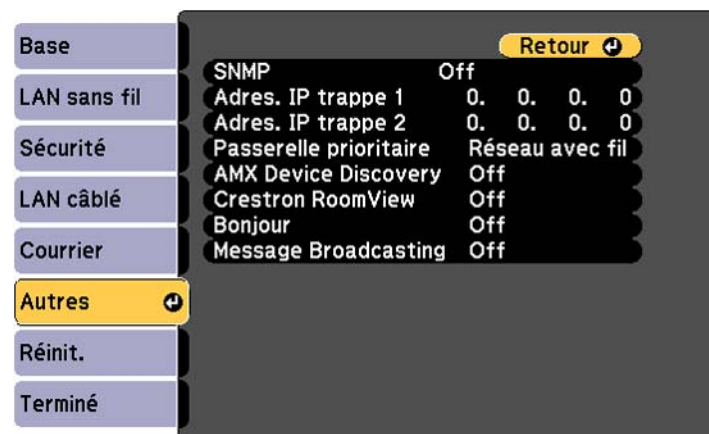 Base
LAN sans fil
Sécurité
LAN câblé
Courrier
Autres
Réinit.
Terminé
Retour
SNMP Off
Adres. IP trappe 1 0. 0. 0. 0
Adres. IP trappe 2 0. 0. 0. 0
Passerelle prioritaire Réseau avec fil
AMX Device Discovery Off
Crestron RoomView Off
Bonjour Off
Message Broadcasting Off